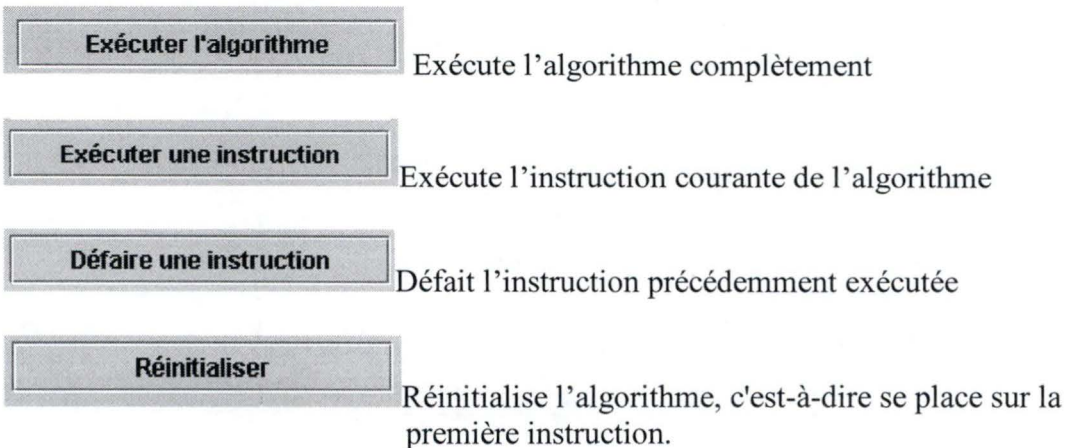 Exécuter l'algorithme
Exécute l'algorithme complètement
Exécuter une instruction
Exécute l'instruction courante de l'algorithme
Défaire une instruction
Défait l'instruction précédemment exécutée
Réinitialiser
Réinitialise l'algorithme, c'est-à-dire se place sur la
première instruction.